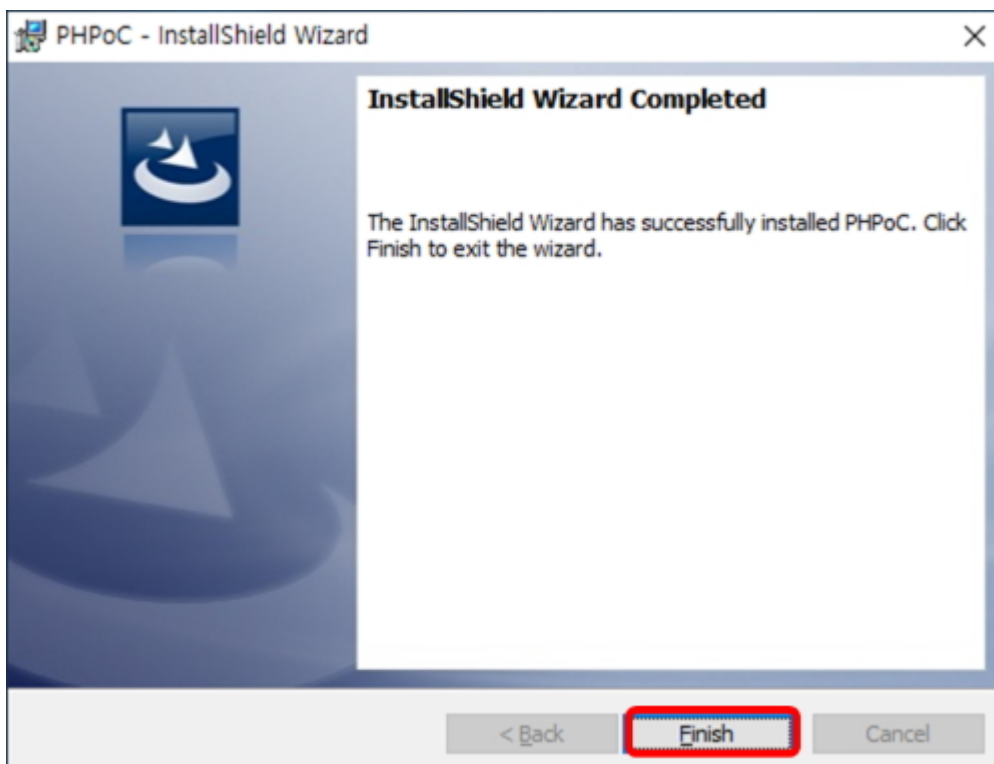 PHPoC - InstallShield Wizard
InstallShield Wizard Completed
The InstallShield Wizard has successfully installed PHPoC. Click
Finish to exit the wizard.
< Back
Finish
Cancel